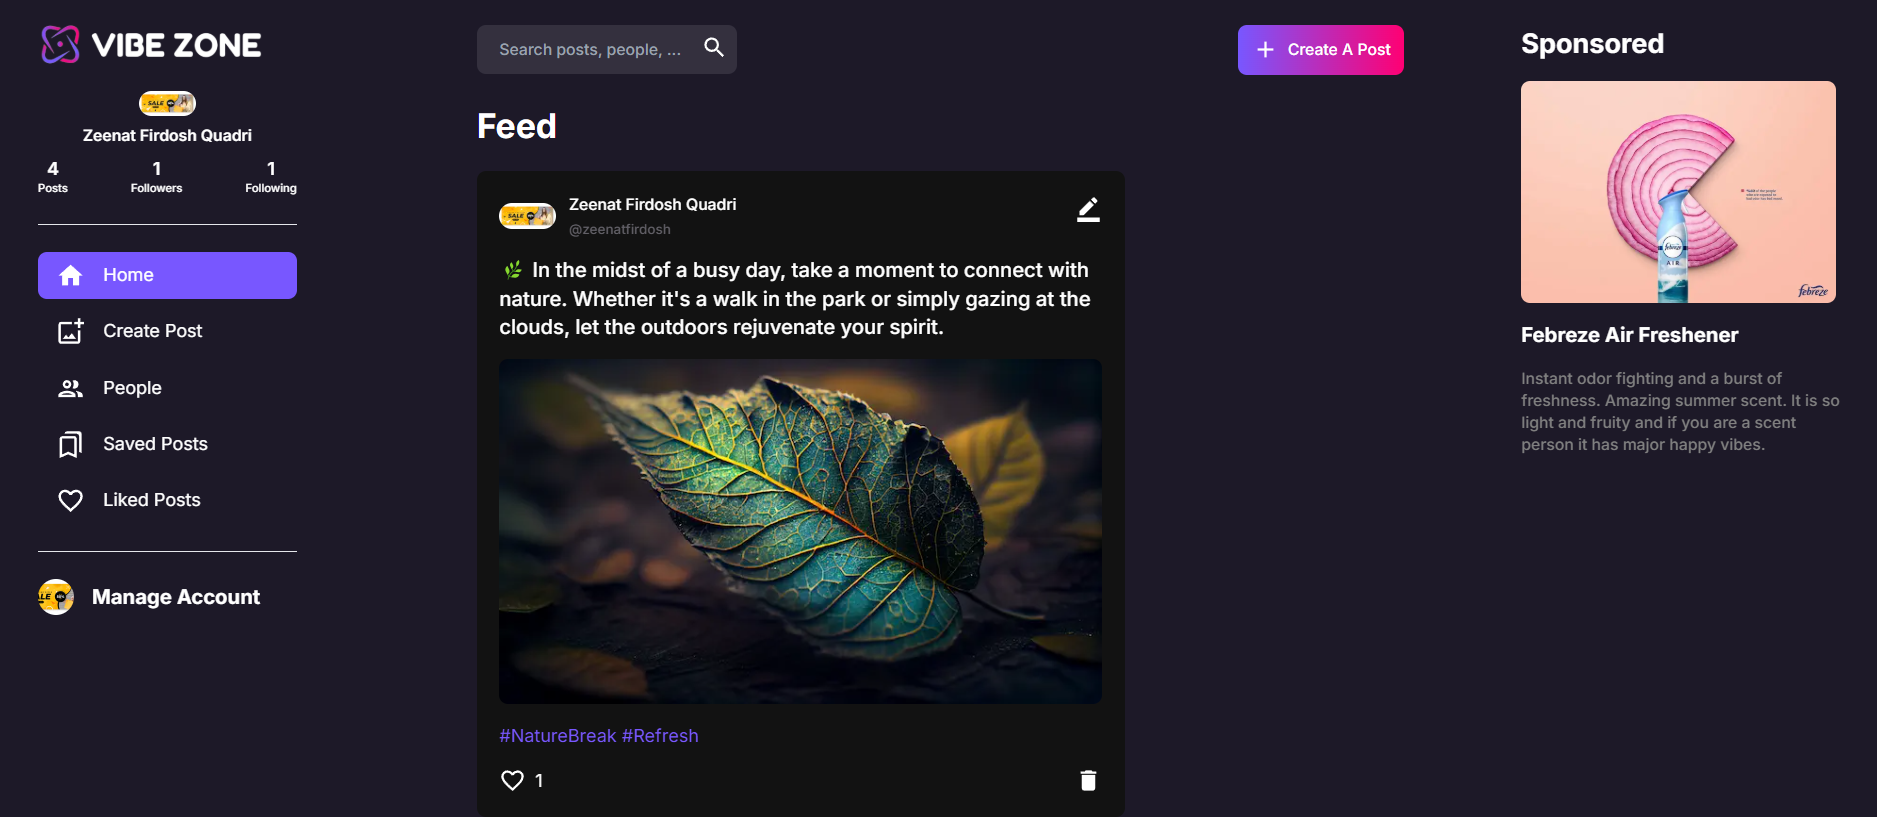 VIBE ZONE
SALE
Zeenat Firdosh Quadri
4
Posts
1
Followers
1
Following
Home
Create Post
People
Saved Posts
Liked Posts
Manage Account
Search posts, people, ...
Create A Post
Feed
SALE
Zeenat Firdosh Quadri
@zeenatfirdosh
In the midst of a busy day, take a moment to connect with
nature. Whether it's a walk in the park or simply gazing at the
clouds, let the outdoors rejuvenate your spirit.
#NatureBreak #Refresh
1
Sponsored
febreze
AIR
febreze
Febreze Air Freshener
Instant odor fighting and a burst of
freshness. Amazing summer scent. It is so
light and fruity and if you are a scent
person it has major happy vibes.